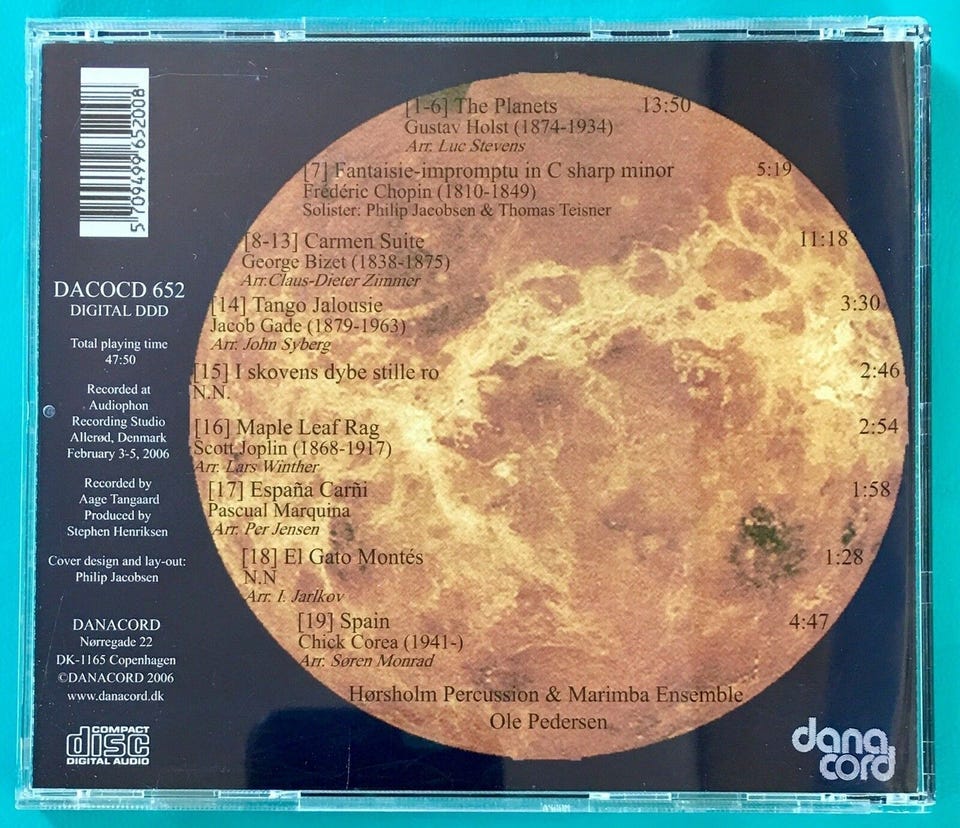 5 709499 652008
DACOCD 652
DIGITAL DDD
Total playing time
47:50
Recorded at
Audiophon
Recording Studio
Allerød, Denmark
February 3-5, 2006
Recorded by
Aage Tangaard
Produced by
Stephen Henriksen
Cover design and lay-out:
Philip Jacobsen
DANACORD
Nørregade 22
DK-1165 Copenhagen
©DANACORD 2006
www.danacord.dk
COMPACT
disc
DIGITAL AUDIO
[1-6] The Planets 13:50
Gustav Holst (1874-1934)
Arr. Luc Stevens
[7] Fantaisie-impromptu in C sharp minor 5:19
Fréderic Chopin (1810-1849)
Solister: Philip Jacobsen & Thomas Teisner
[8-13] Carmen Suite 11:18
George Bizet (1838-1875)
Arr.Claus-Dieter Zimmer
[14] Tango Jalousie 3:30
Jacob Gade (1879-1963)
Arr. John Syberg
[15] I skovens dybe stille ro 2:46
N.N.
[16] Maple Leaf Rag 2:54
Scott Joplin (1868-1917)
Arr. Lars Winther
[17] España Carñi 1:58
Pascual Marquina
Arr. Per Jensen
[18] El Gato Montés 1:28
N.N
Arr. I. Jarlkov
[19] Spain 4:47
Chick Corea (1941-)
Arr. Søren Monrad
Hørsholm Percussion & Marimba Ensemble
Ole Pedersen
dana
cord